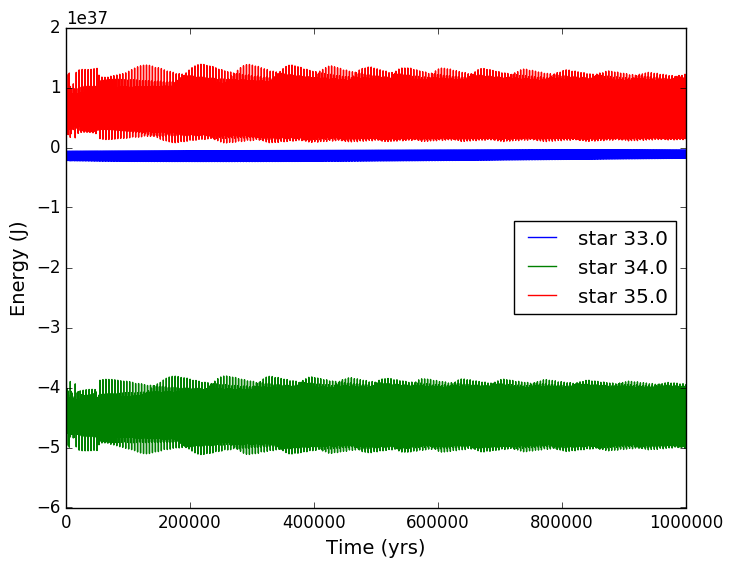 1e37
2
1
0
−1
−2
−3
−4
−5
−6
Energy (J)
star 33.0
star 34.0
star 35.0
0 200000 400000 600000 800000 1000000
Time (yrs)